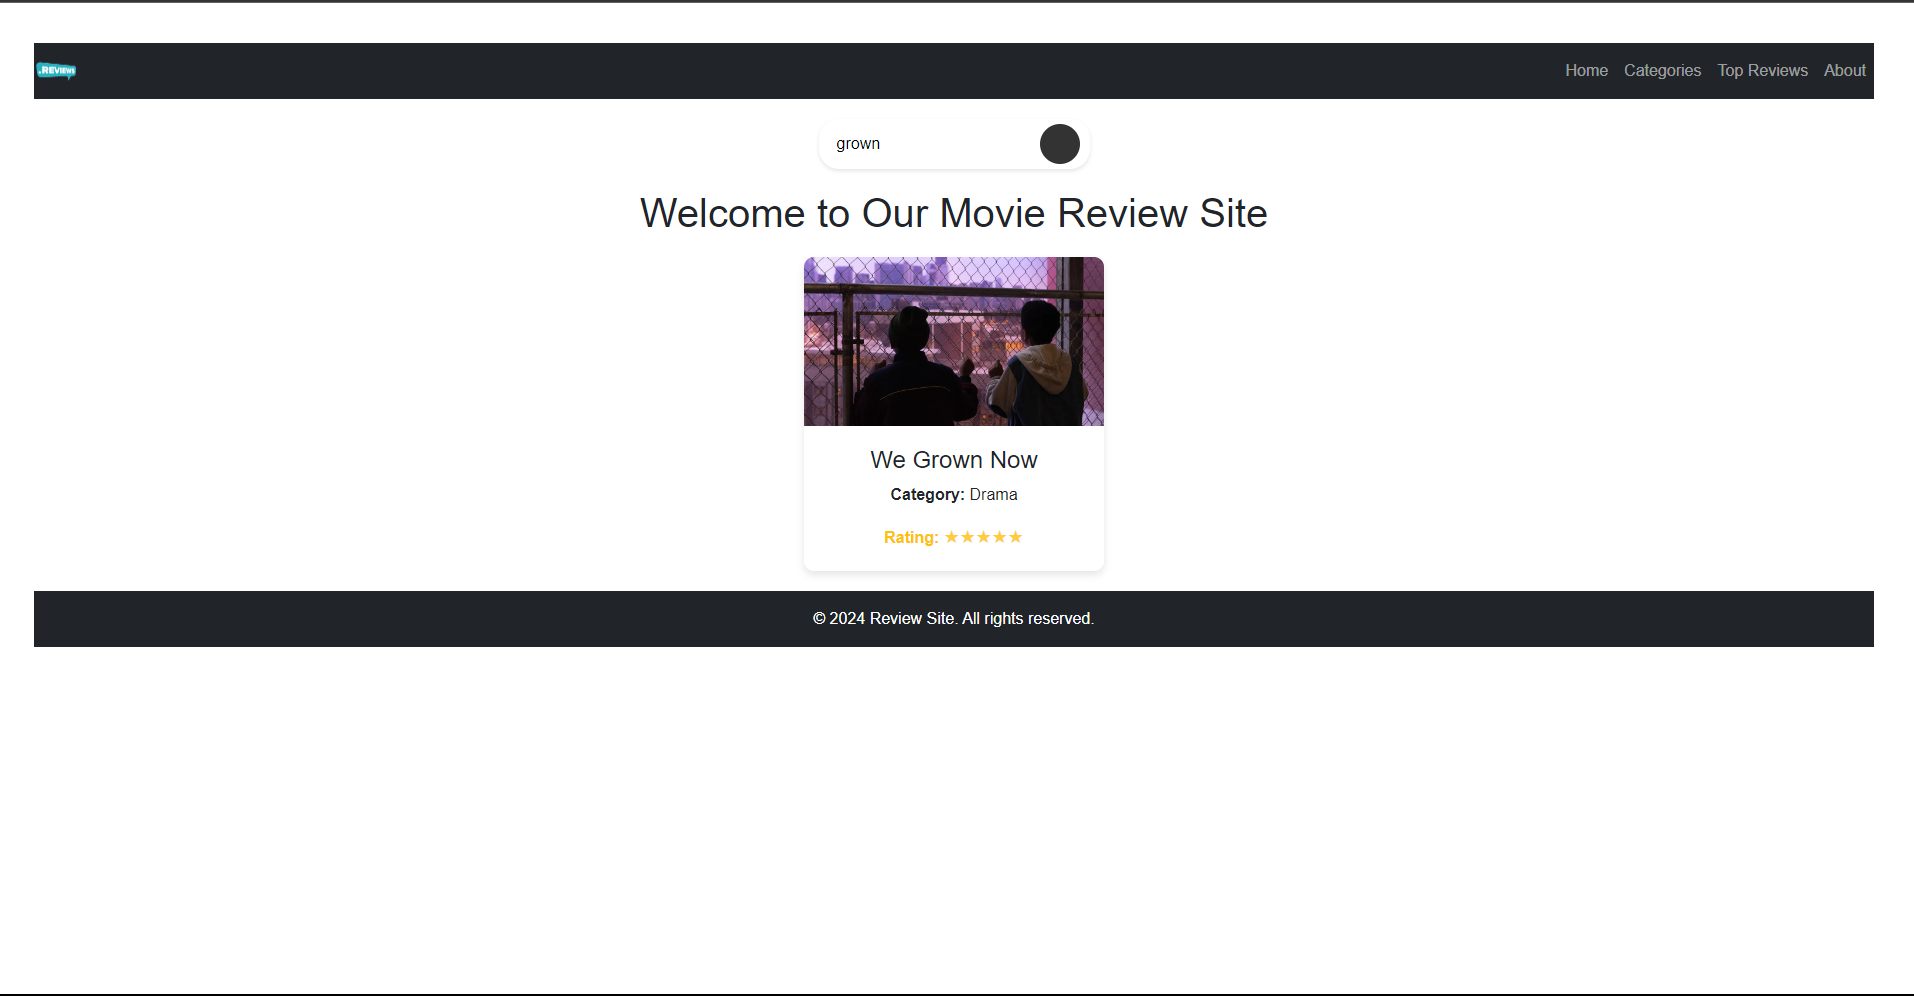 .REVIEWS
Home Categories Top Reviews About
grown
Welcome to Our Movie Review Site
We Grown Now
Category: Drama
Rating: ★★★★★
© 2024 Review Site. All rights reserved.